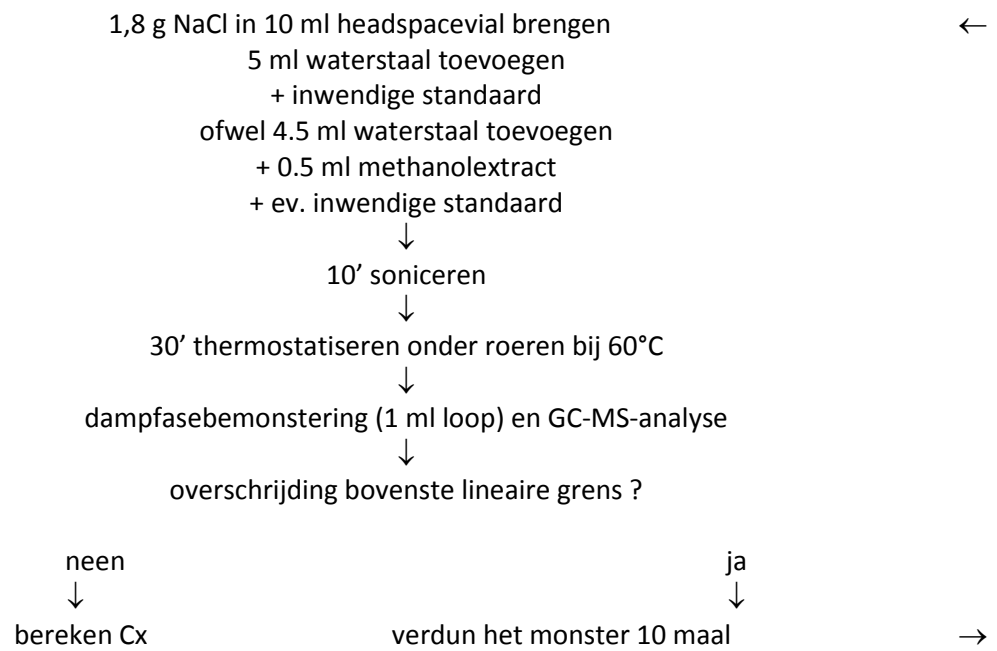 1,8 g NaCl in 10 ml headspacevial brengen ←
5 ml waterstaal toevoegen
+ inwendige standaard
ofwel 4.5 ml waterstaal toevoegen
+ 0.5 ml methanolextract
+ ev. inwendige standaard
↓
10’ soniceren
↓
30’ thermostatiseren onder roeren bij 60°C
↓
dampfasebemonstering (1 ml loop) en GC-MS-analyse
↓
overschrijding bovenste lineaire grens ?
neen ja
↓ ↓
bereken Cx verdun het monster 10 maal →